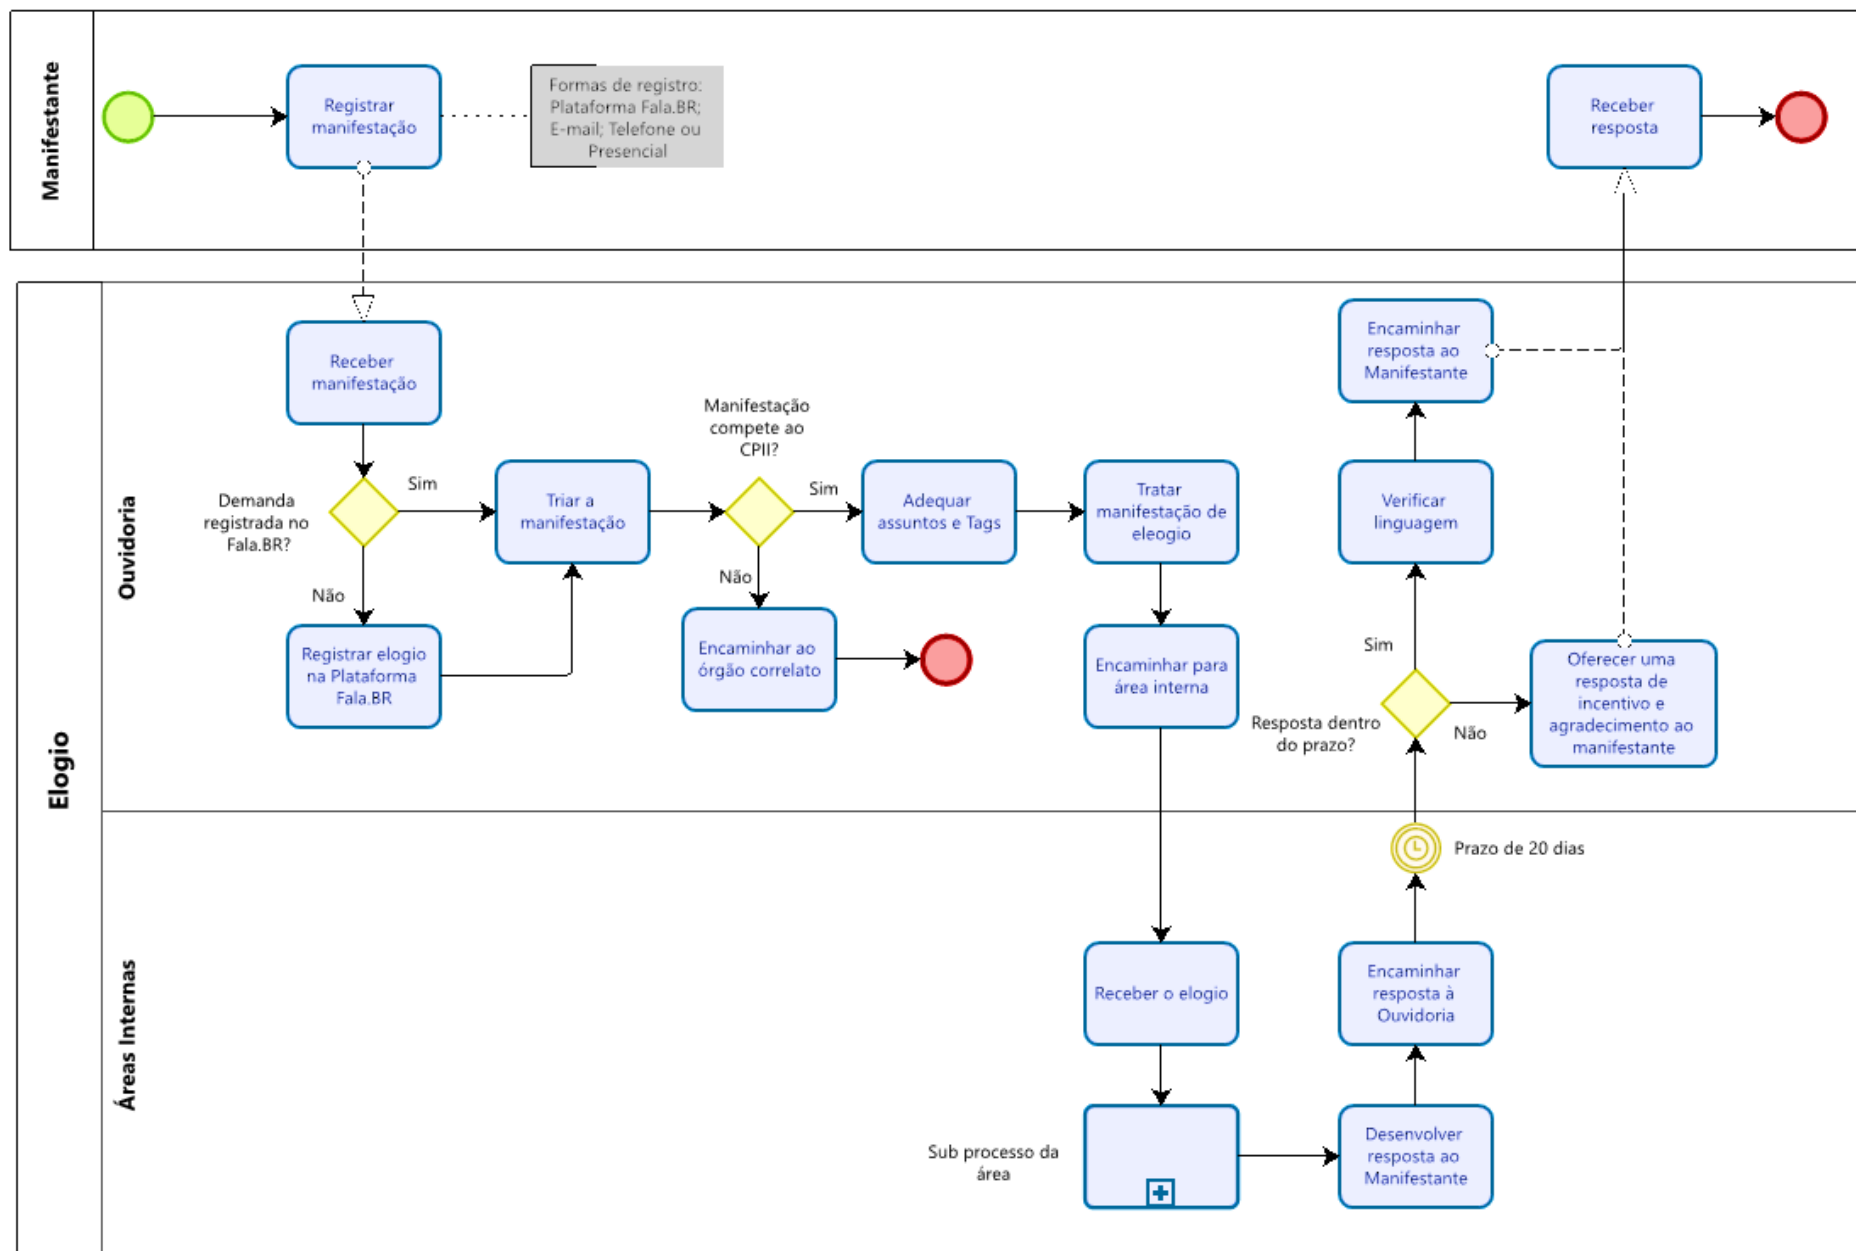 Manifestante
Registrar
manifestação
Formas de registro:
Plataforma Fala.BR;
E-mail; Telefone ou
Presencial
Receber
resposta
Elogio
Ouvidoria
Receber
manifestação
Demanda
registrada no
Fala.BR?
Sim
Não
Registrar elogio
na Plataforma
Fala.BR
Triar a
manifestação
Manifestação
compete ao
CPII?
Sim
Não
Encaminhar ao
órgão correlato
Adequar
assuntos e Tags
Tratar
manifestação de
eleogio
Encaminhar para
área interna
Encaminhar
resposta ao
Manifestante
Verificar
linguagem
Sim
Resposta dentro
do prazo?
Não
Oferecer uma
resposta de
incentivo e
agradecimento ao
manifestante
Áreas Internas
Prazo de 20 dias
Receber o elogio
Encaminhar
resposta à
Ouvidoria
Sub processo da
área
Desenvolver
resposta ao
Manifestante